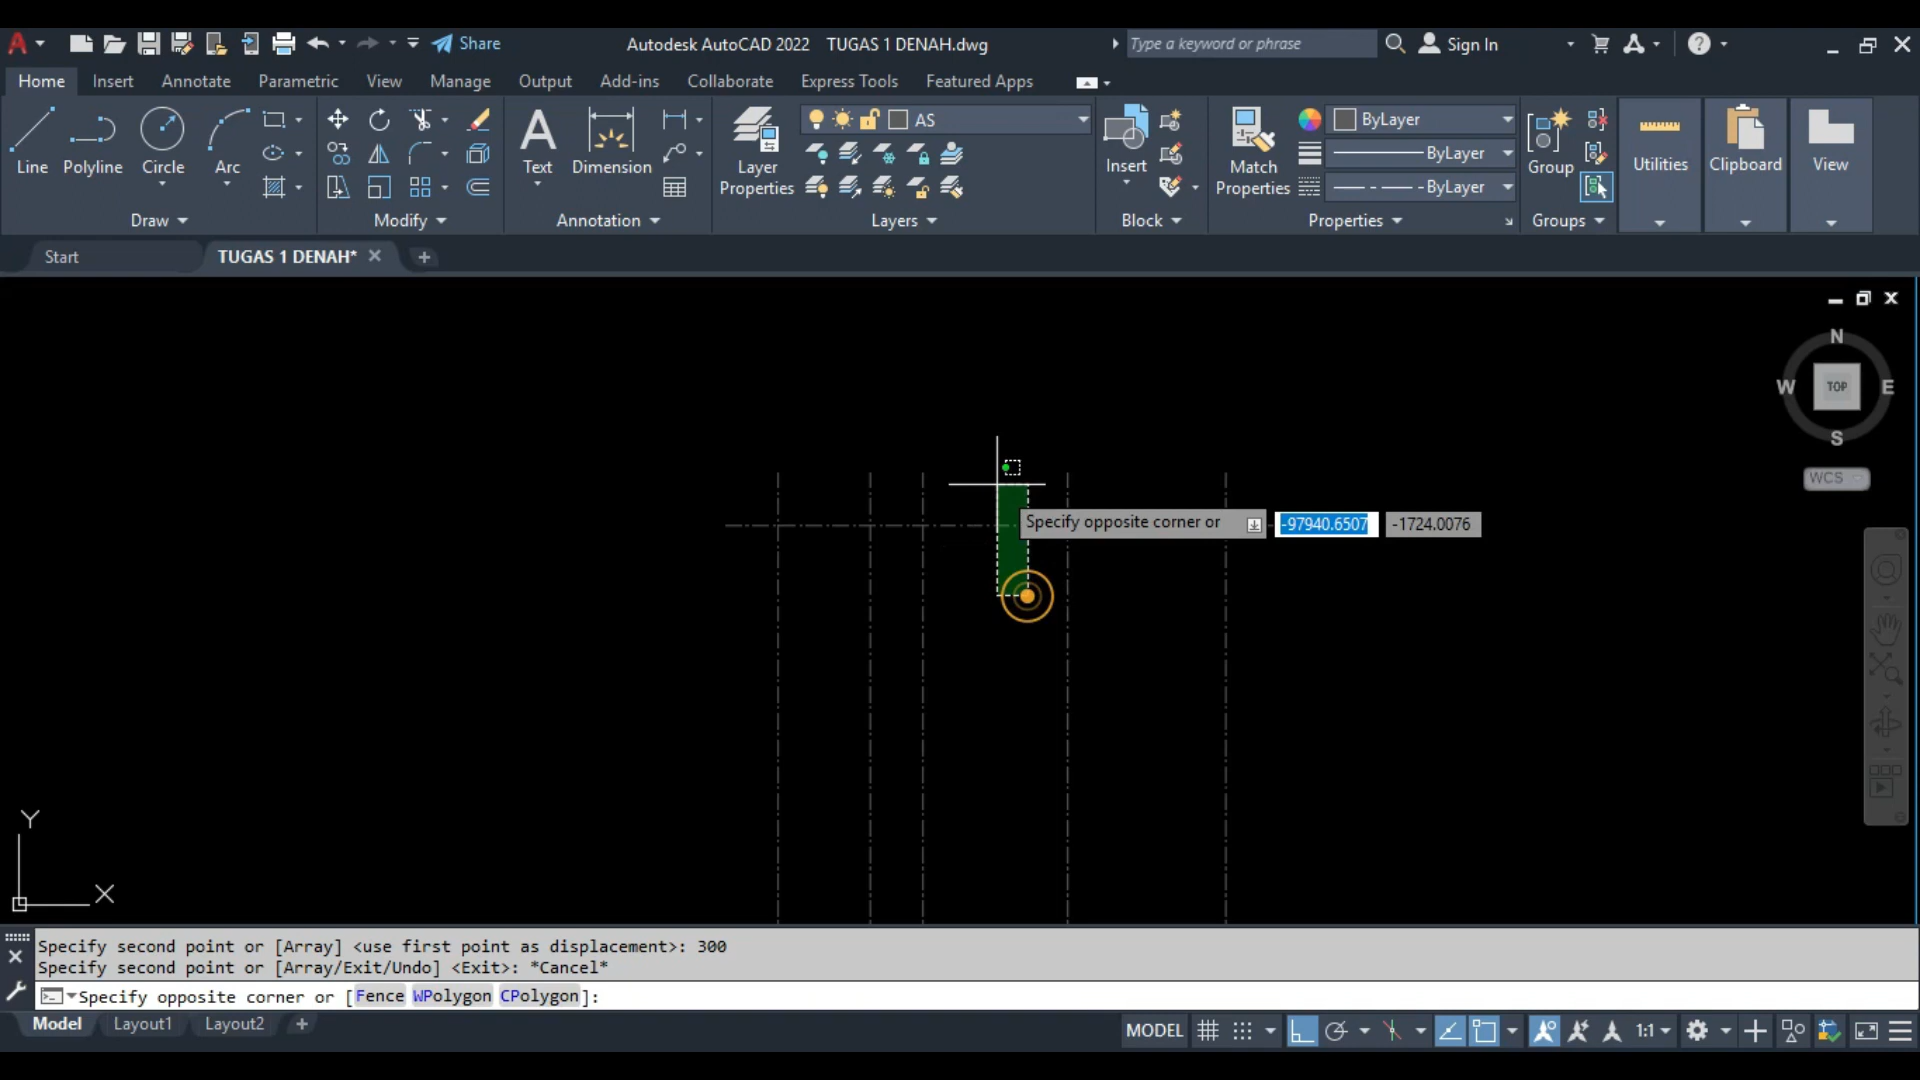 Share
Autodesk AutoCAD 2022 TUGAS 1 DENAH.dwg
Type a keyword or phrase
Sign In
Home Insert Annotate Parametric View Manage Output Add-ins Collaborate Express Tools Featured Apps
AS
ByLayer
Line Polyline Circle Arc
Text Dimension
Layer Properties
Insert
Match Properties
ByLayer
ByLayer
Group
Utilities
Clipboard
View
Draw
Modify
Annotation
Layers
Block
Properties
Groups
Start
TUGAS 1 DENAH*
N
W
TOP
E
S
WCS
Specify opposite corner or
-97940.6507
-1724.0076
Y
X
Specify second point or [Array] <use first point as displacement>: 300
Specify second point or [Array/Exit/Undo] <Exit>: *Cancel*
Specify opposite corner or [Fence WPolygon CPolygon]:
Model Layout1 Layout2
MODEL
1:1